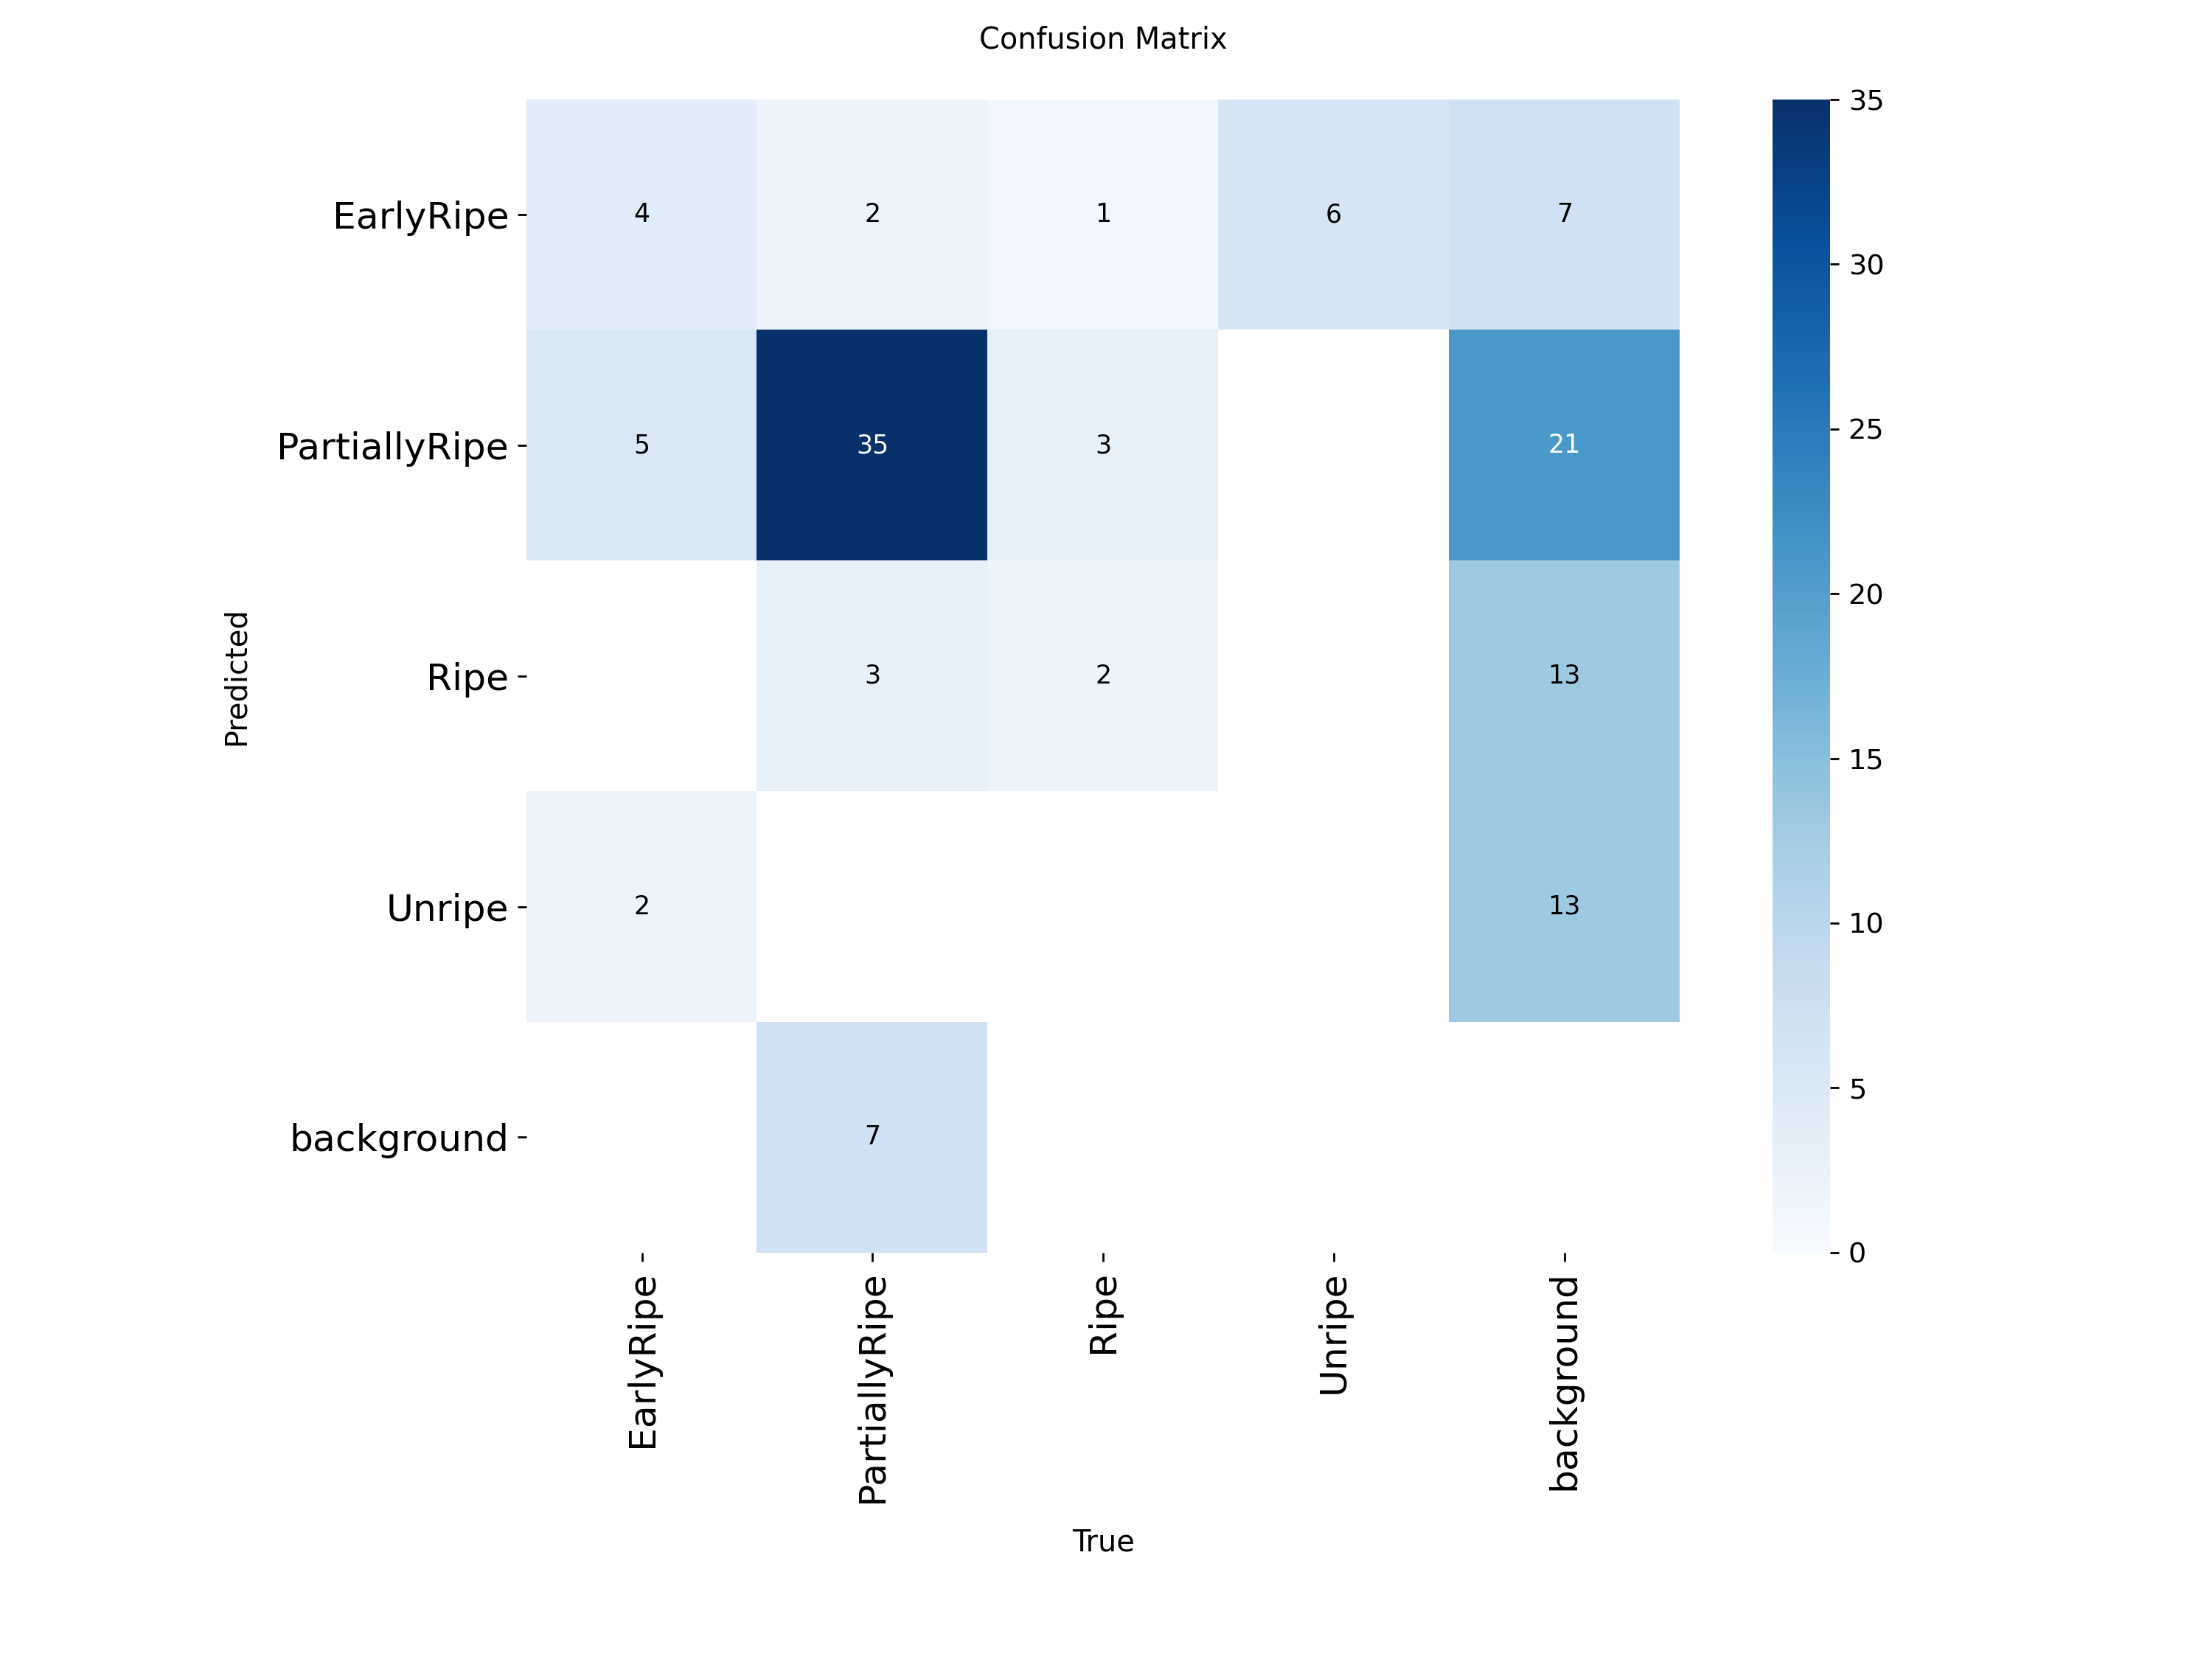 Confusion Matrix
EarlyRipe 4 2 1 6 7
PartiallyRipe 5 35 3 21
Ripe 3 2 13
Unripe 2 13
background 7
Predicted
EarlyRipe
PartiallyRipe
Ripe
Unripe
background
True
35
30
25
20
15
10
5
0